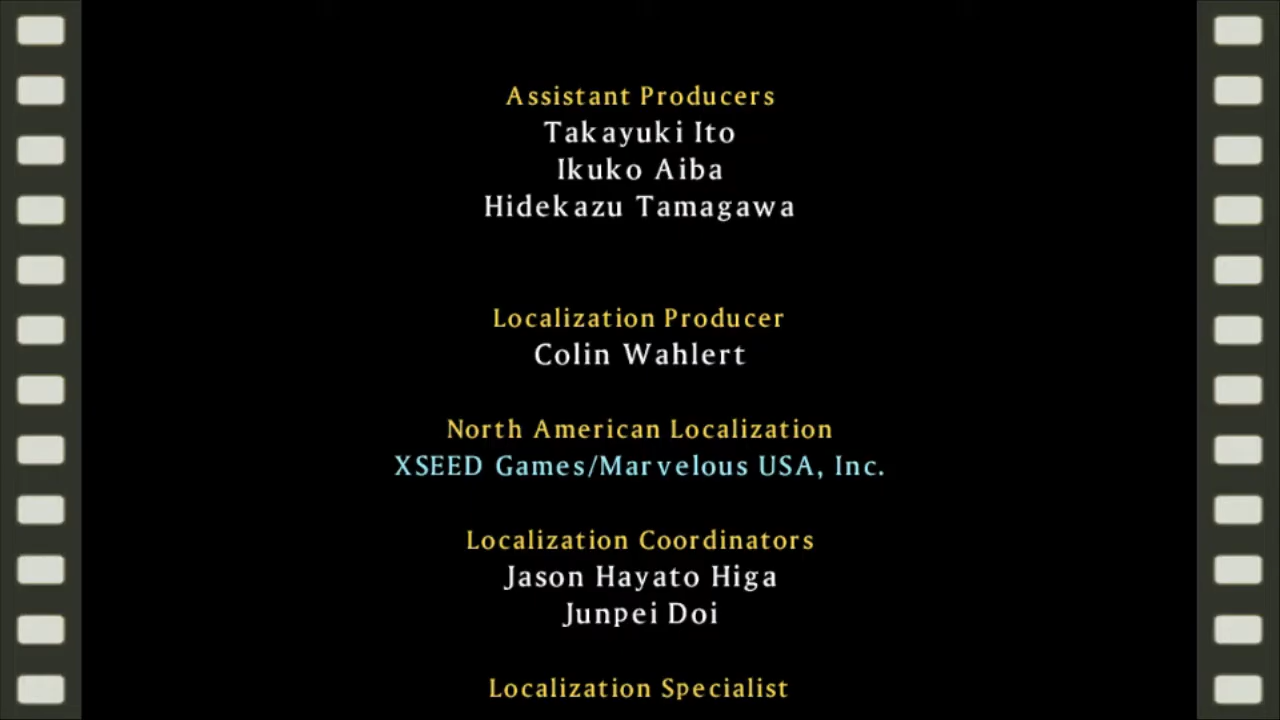 Assistant Producers
Takayuki Ito
Ikuko Aiba
Hidekazu Tamagawa
Localization Producer
Colin Wahlert
North American Localization
XSEED Games/Marvelous USA, Inc.
Localization Coordinators
Jason Hayato Higa
Junpei Doi
Localization Specialist